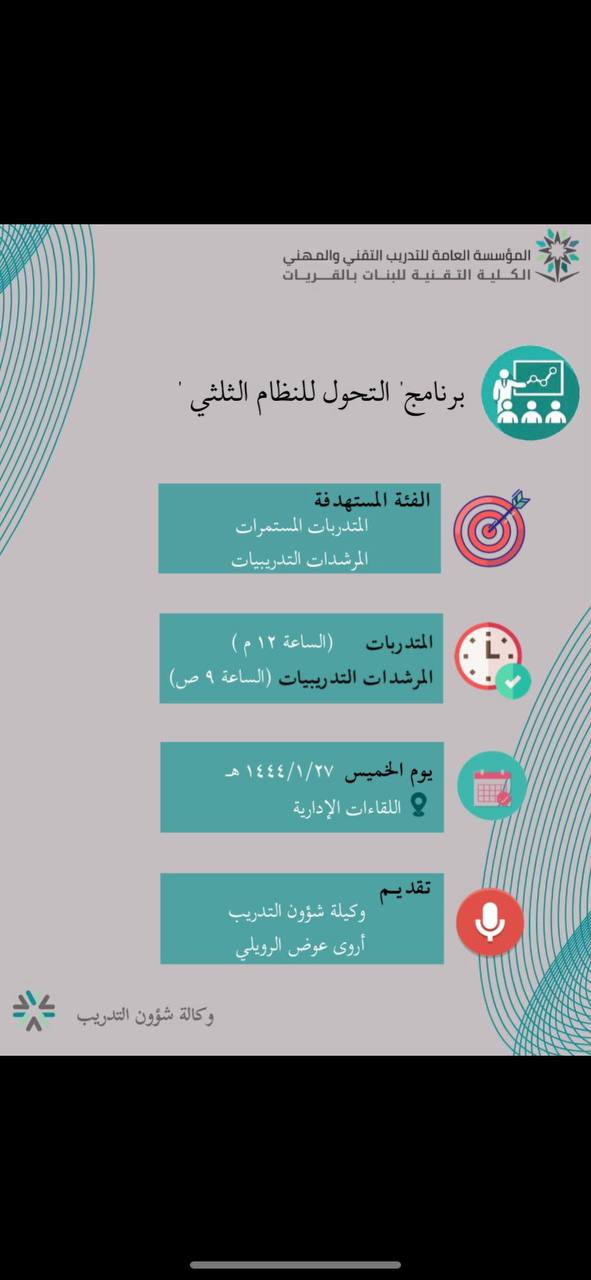 المؤسسة العامة للتدريب التقني والمهني
الكلية التقنية للبنات بالقريات
برنامج' التحول للنظام الثلثي '
الفئة المستهدفة
المتدربات المستمرات
المرشدات التدريبيات
المتدربات (الساعة ١٢ م )
المرشدات التدريبيات (الساعة ٩ ص)
يوم الخميس ١٤٤٤/١/٢٧ هـ
اللقاءات الإدارية
تقديم
وكيلة شؤون التدريب
أروى عوض الرويلي
وكالة شؤون التدريب